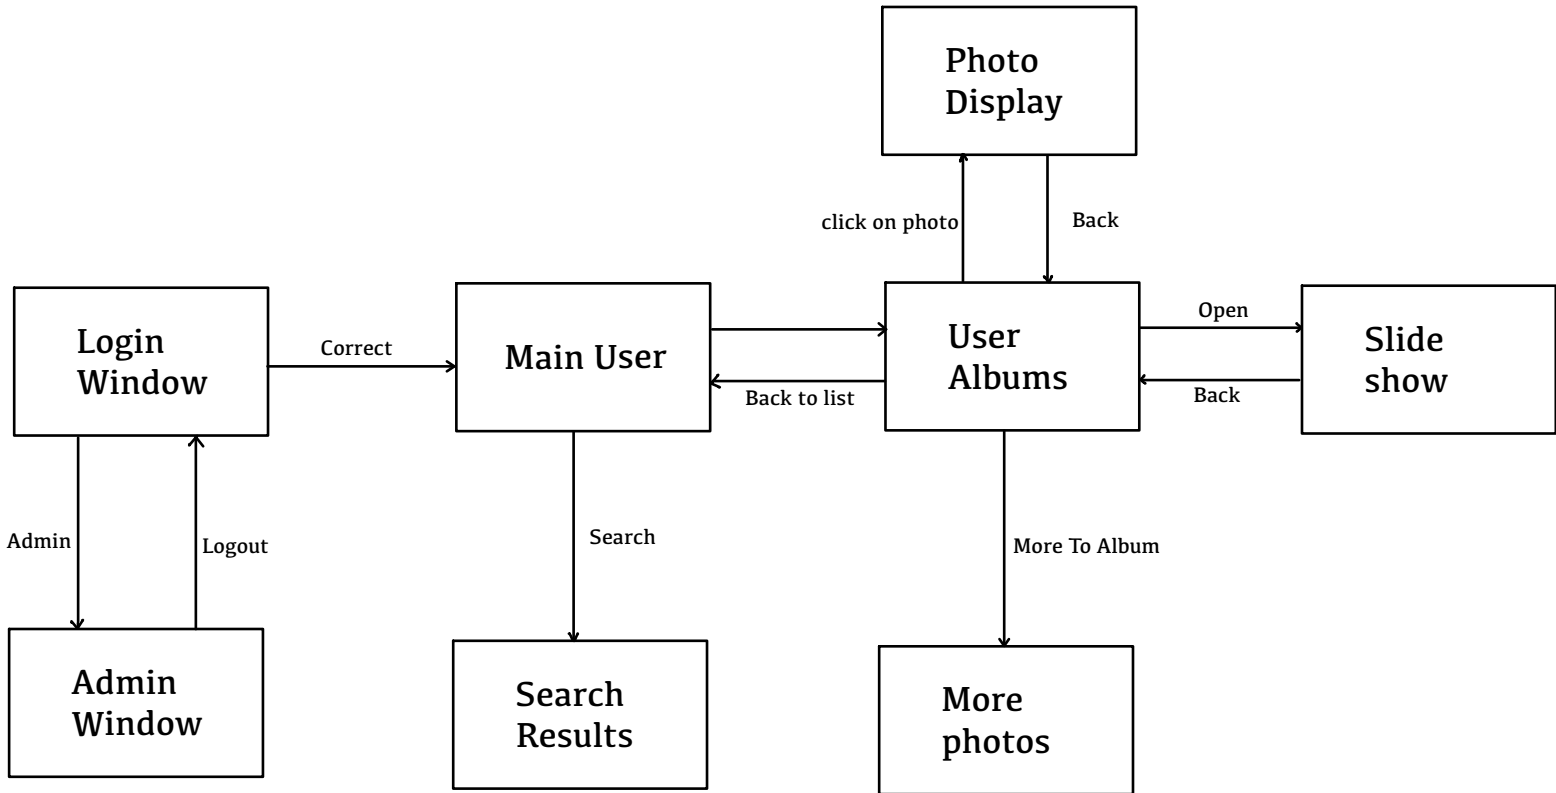 Photo
Display
click on photo
Back
Login
Window
Correct
Main User
Back to list
User
Albums
Open
Back
Slide
show
Admin
Logout
Search
More To Album
Admin
Window
Search
Results
More
photos